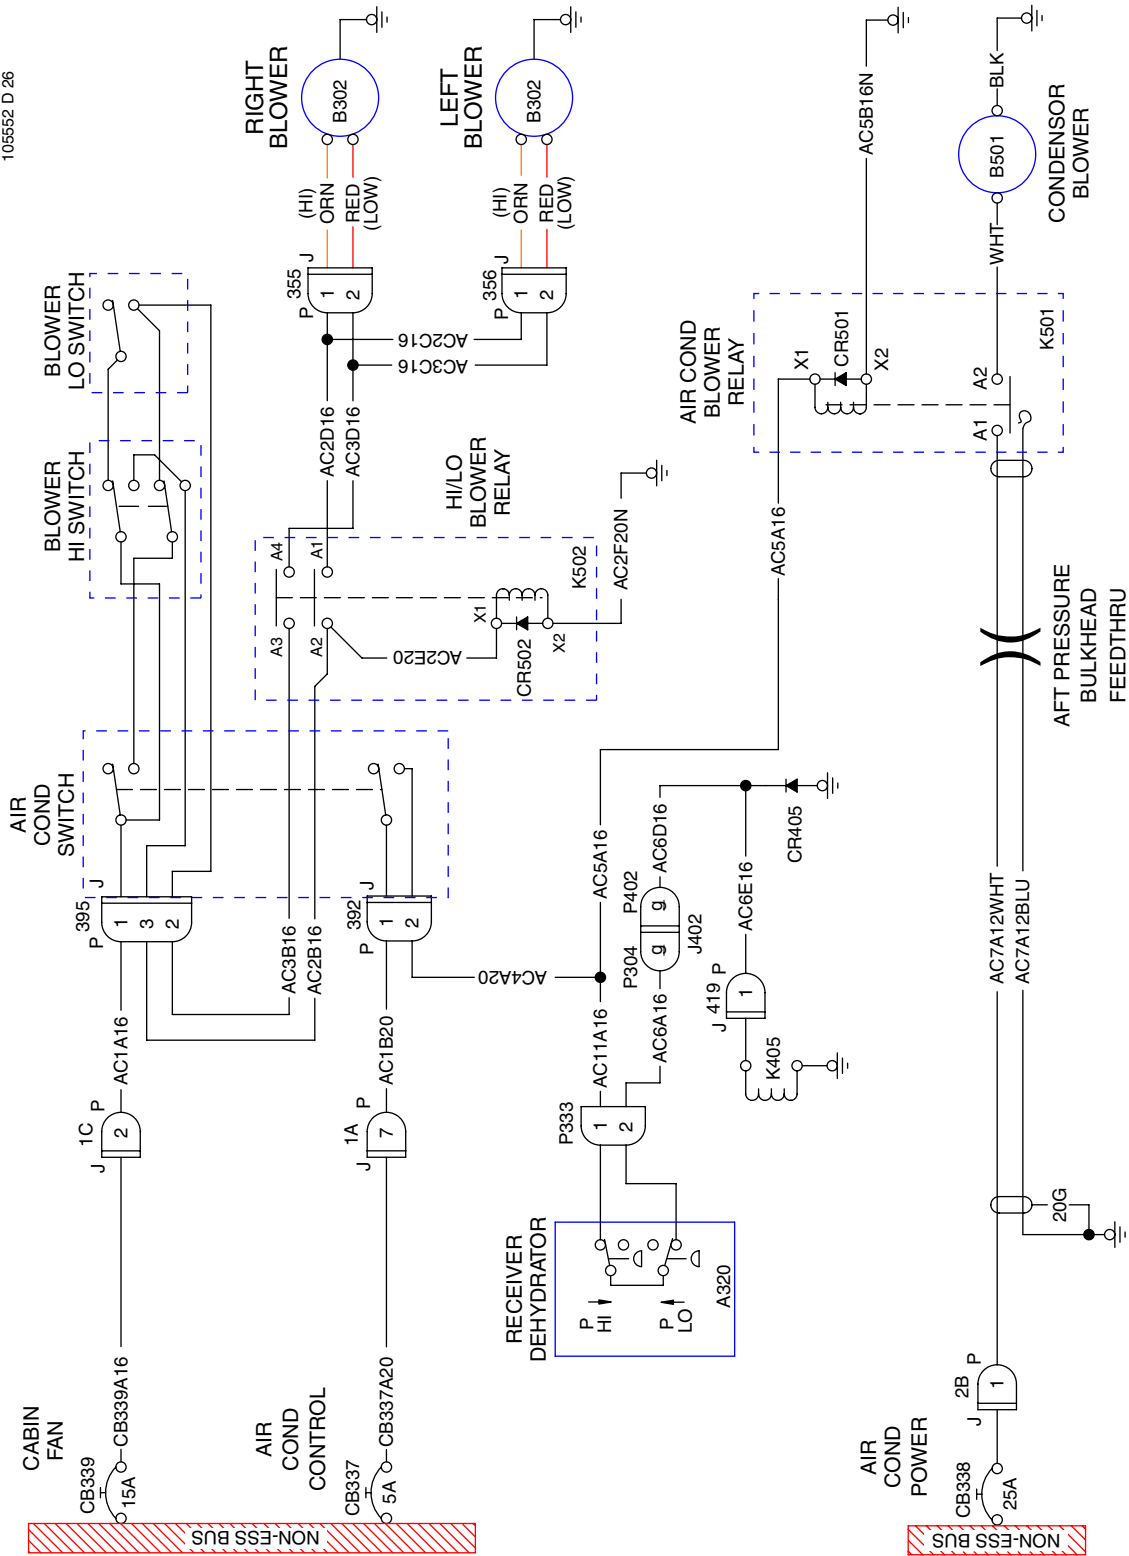 105552 D 26
CABIN
FAN
CB339
15A
CB339A16
1C
J
2
P
AC1A16
395
P
J
1
3
2
AIR
COND
SWITCH
BLOWER
HI SWITCH
BLOWER
LO SWITCH
NON-ESS BUS
AIR
COND
CONTROL
CB337
5A
CB337A20
1A
J
7
P
AC1B20
392
P
J
1
2
AC3B16
AC2B16
AC4A20
A3
A4
A2
A1
AC2E20
X1
X2
CR502
K502
HI/LO
BLOWER
RELAY
AC2F20N
AC2D16
AC3D16
AC2C16
AC3C16
355
P
J
1
2
(HI)
ORN
RED
(LOW)
RIGHT
BLOWER
B302
356
P
J
1
2
(HI)
ORN
RED
(LOW)
LEFT
BLOWER
B302
RECEIVER
DEHYDRATOR
P
HI
P
LO
A320
P333
1
2
AC11A16
AC6A16
AC5A16
P304
P402
g
g
J402
AC6D16
AC6E16
CR405
J
419
P
1
K405
AC5A16
AIR COND
BLOWER
RELAY
X1
X2
CR501
AC5B16N
A1
A2
K501
WHT
B501
BLK
CONDENSOR
BLOWER
AIR
COND
POWER
CB338
25A
NON-ESS BUS
2B
J
1
P
20G
AC7A12WHT
AC7A12BLU
AFT PRESSURE
BULKHEAD
FEEDTHRU